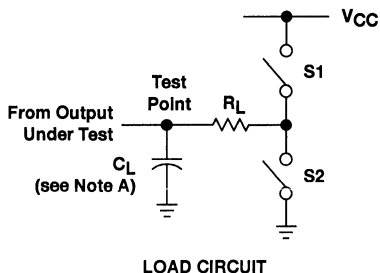 VCC
S1
Test
Point
RL
From Output
Under Test
CL
(see Note A)
S2
LOAD CIRCUIT